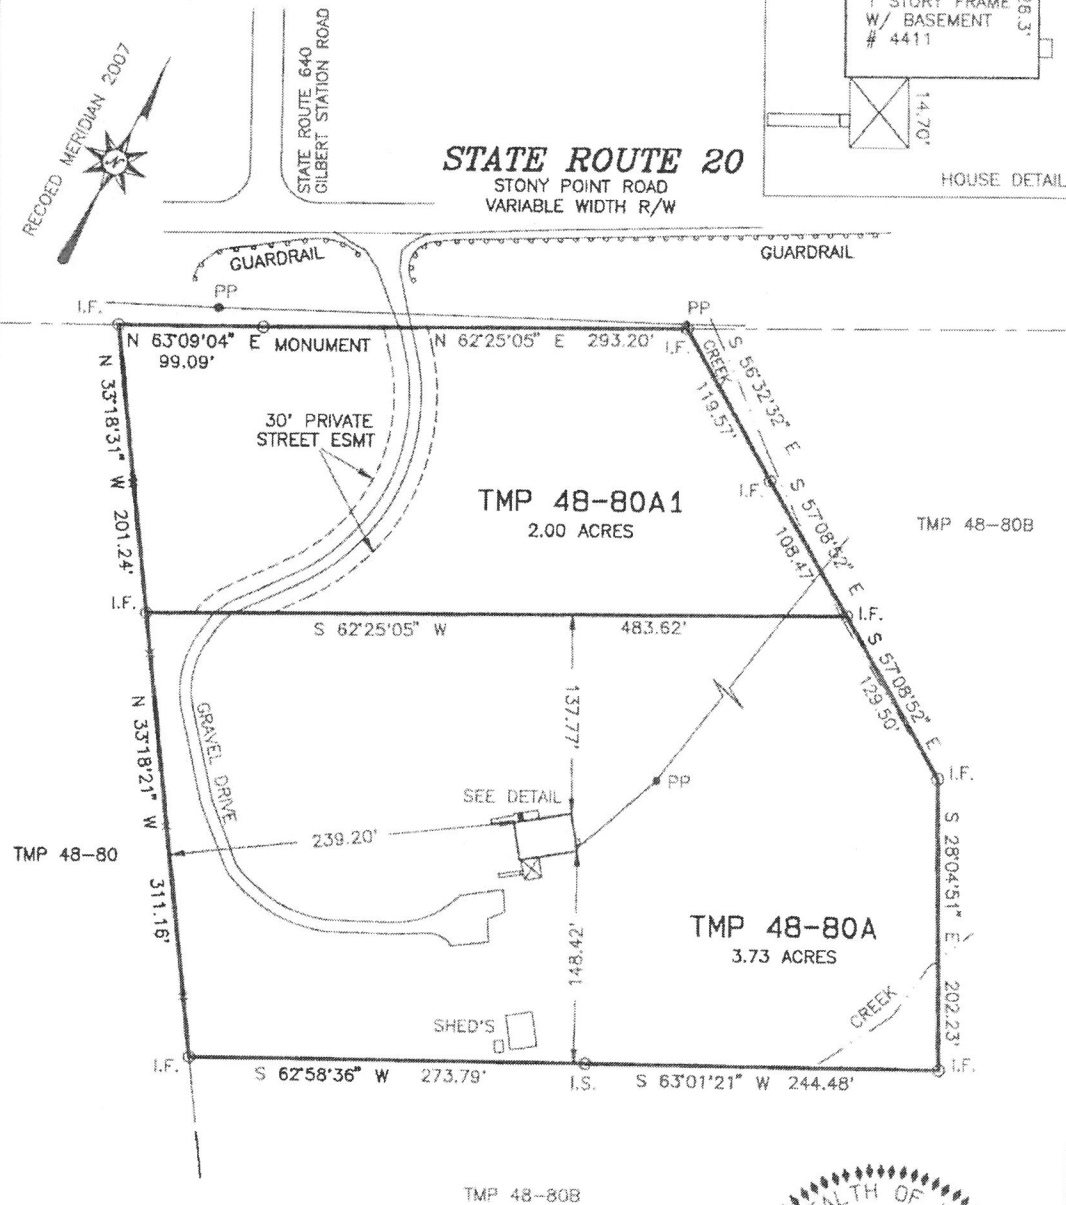 1 STORY FRAME
W/ BASEMENT
# 4411
14.70'
HOUSE DETAIL
RECOED MERIDIAN 2007
N
STATE ROUTE 640
GILBERT STATION ROAD
STATE ROUTE 20
STONY POINT ROAD
VARIABLE WIDTH R/W
GUARDRAIL
GUARDRAIL
PP
I.F.
PP
I.F.
N 63°09'04" E
99.09'
MONUMENT
N 62°25'05" E 293.20'
CREEK
S 56°32'32" E
119.57'
N 33°18'31" W 201.24'
30' PRIVATE
STREET ESMT
TMP 48-80A1
2.00 ACRES
I.F.
S 57°08'52" E
108.47'
TMP 48-80B
I.F.
S 62°25'05" W 483.62'
I.F.
S 57°08'52" E
129.50'
137.77'
N 33°18'21" W 311.16'
GRAVEL DRIVE
PP
I.F.
SEE DETAIL
239.20'
TMP 48-80
S 28°04'51" E 202.23'
TMP 48-80A
3.73 ACRES
148.42'
CREEK
SHED'S
I.F.
S 62°58'36" W 273.79'
I.S.
S 63°01'21" W 244.48'
I.F.
TMP 48-80B
ALTH OF